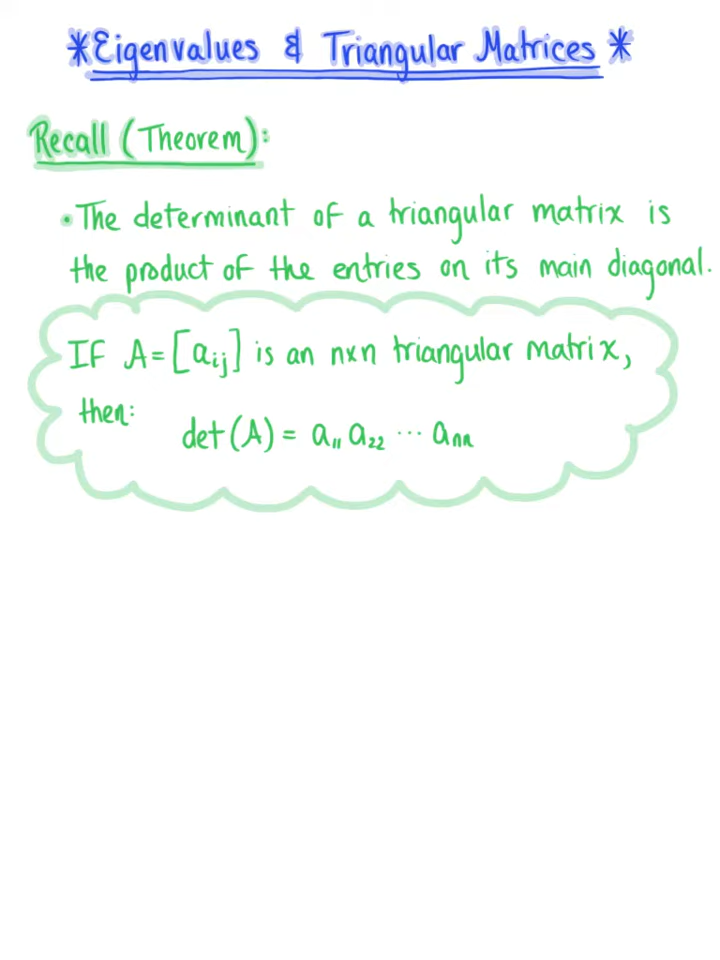 *Eigenvalues & Triangular Matrices*
Recall (Theorem):
• The determinant of a triangular matrix is
the product of the entries on its main diagonal.
If A = [aᵢⱼ] is an n×n triangular matrix,
then:
det(A) = a₁₁ a₂₂ ⋯ aₙₙ